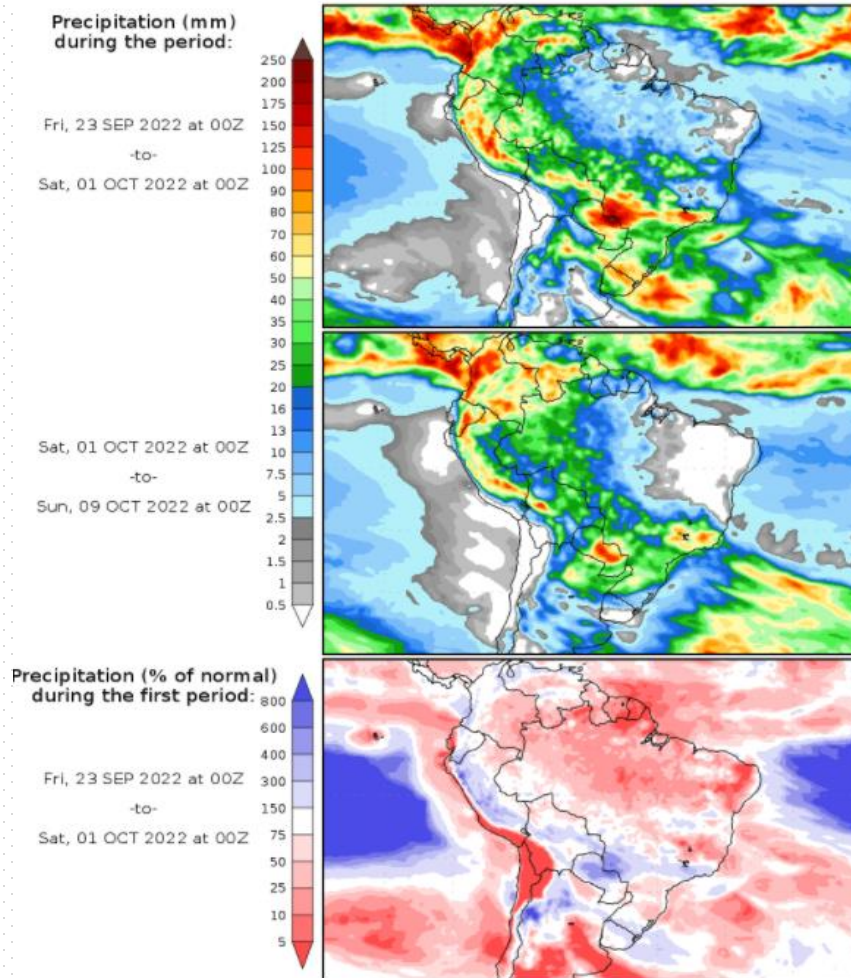 Precipitation (mm)
during the period:
Fri, 23 SEP 2022 at 00Z
-to-
Sat, 01 OCT 2022 at 00Z
Sat, 01 OCT 2022 at 00Z
-to-
Sun, 09 OCT 2022 at 00Z
250
200
175
150
125
100
90
80
70
60
50
40
35
30
25
20
16
13
10
7.5
5
2.5
2
1.5
1
0.5
Precipitation (% of normal)
during the first period:
Fri, 23 SEP 2022 at 00Z
-to-
Sat, 01 OCT 2022 at 00Z
800
600
400
300
150
75
50
25
10
5